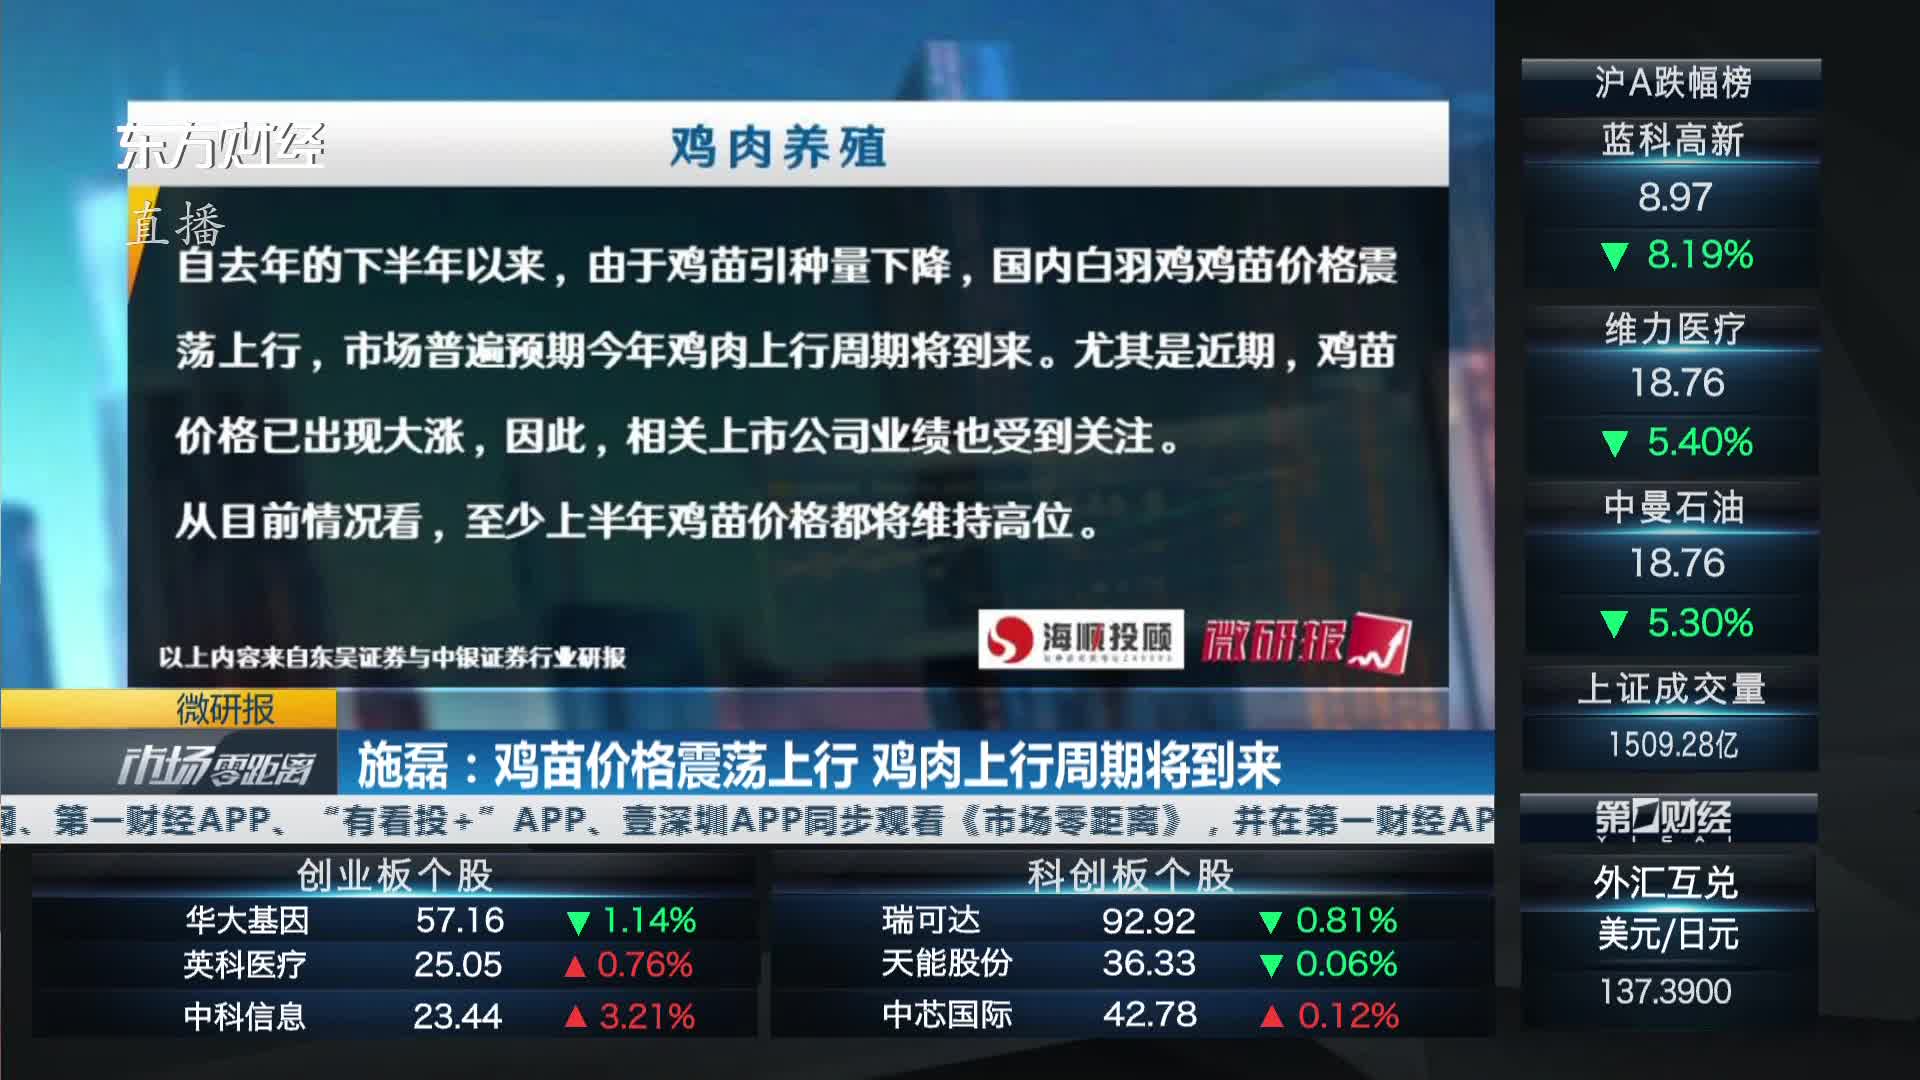 东方财经
直播
鸡肉养殖
自去年的下半年以来，由于鸡苗引种量下降，国内白羽鸡鸡苗价格震
荡上行，市场普遍预期今年鸡肉上行周期将到来。尤其是近期，鸡苗
价格已出现大涨，因此，相关上市公司业绩也受到关注。
从目前情况看，至少上半年鸡苗价格都将维持高位。
以上内容来自东吴证券与中银证券行业研报
海顺投顾
微研报
微研报
市场零距离
施磊：鸡苗价格震荡上行 鸡肉上行周期将到来
、第一财经APP、“有看投+”APP、壹深圳APP同步观看《市场零距离》，并在第一财经AP
创业板个股
华大基因 57.16 ▼ 1.14%
英科医疗 25.05 ▲ 0.76%
中科信息 23.44 ▲ 3.21%
科创板个股
瑞可达 92.92 ▼ 0.81%
天能股份 36.33 ▼ 0.06%
中芯国际 42.78 ▲ 0.12%
沪A跌幅榜
蓝科高新
8.97
▼ 8.19%
维力医疗
18.76
▼ 5.40%
中曼石油
18.76
▼ 5.30%
上证成交量
1509.28亿
第一财经
YICAI
外汇互兑
美元/日元
137.3900